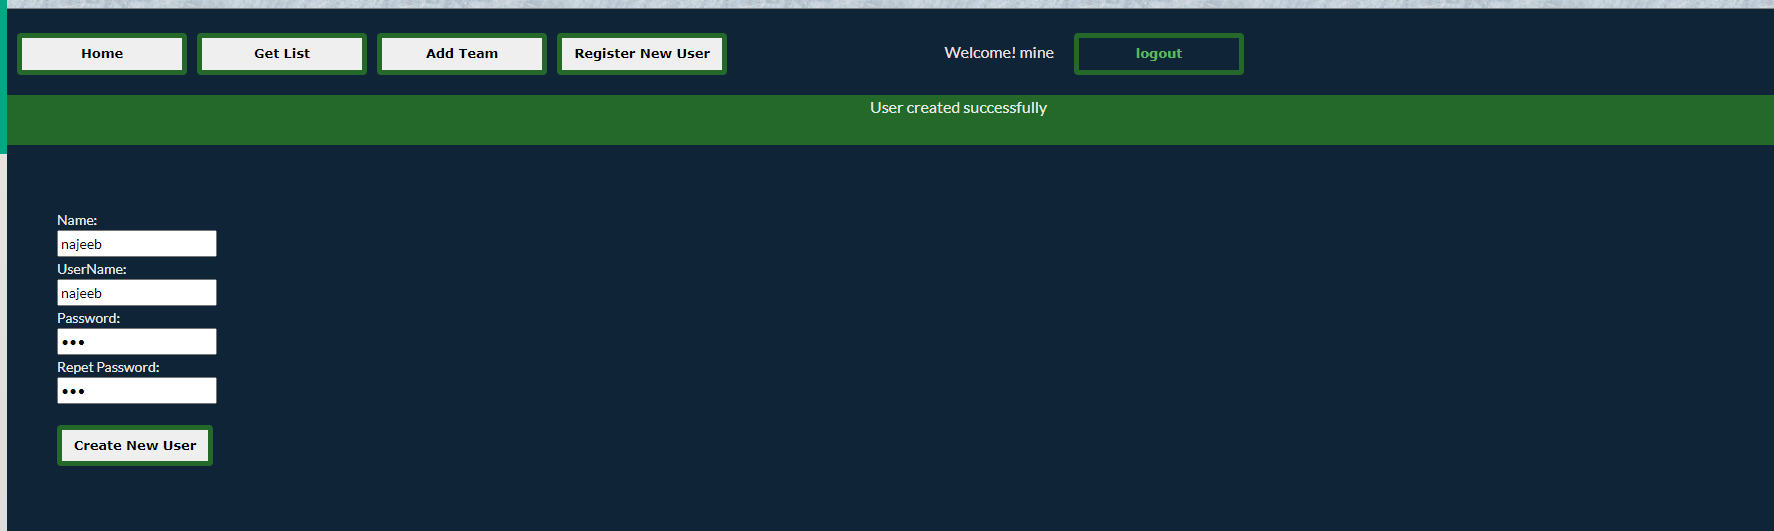 Home Get List Add Team Register New User Welcome! mine logout
User created successfully
Name:
najeeb
UserName:
najeeb
Password:
•••
Repet Password:
•••
Create New User